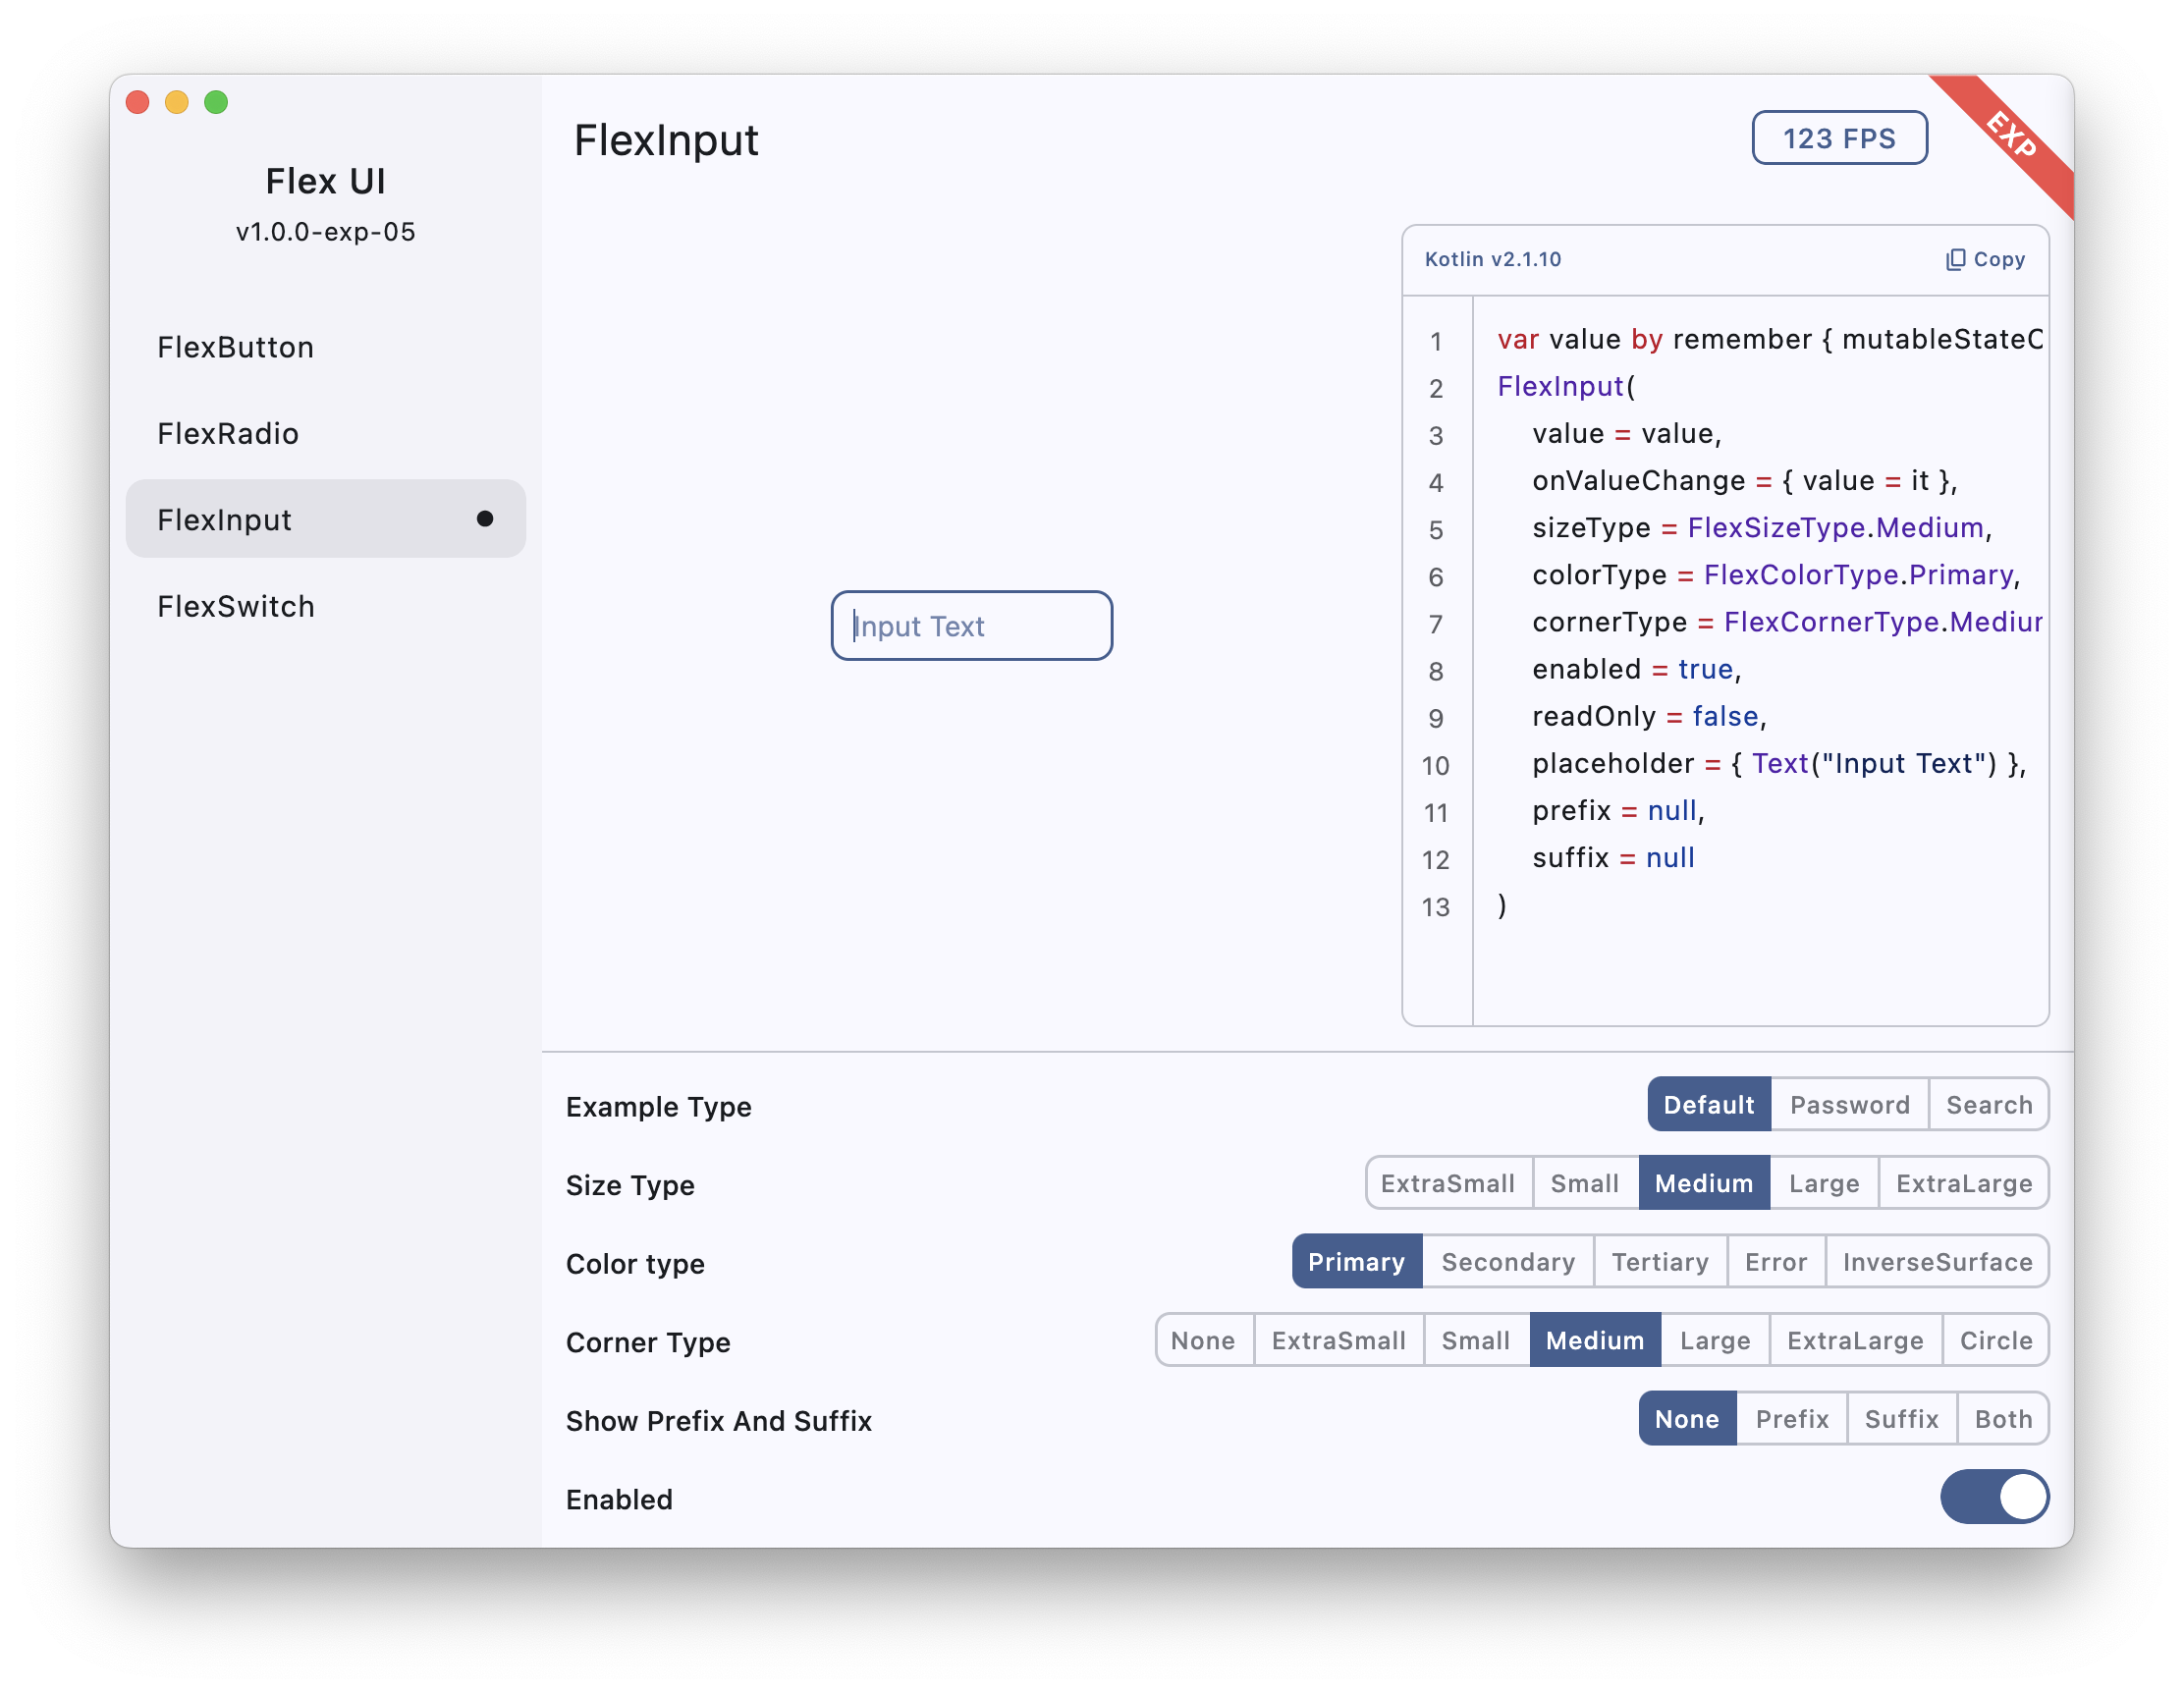 Flex UI
v1.0.0-exp-05
FlexButton
FlexRadio
FlexInput
FlexSwitch
FlexInput
123 FPS
EXP
Input Text
Kotlin v2.1.10
Copy
1 var value by remember { mutableStateO
2 FlexInput(
3 value = value,
4 onValueChange = { value = it },
5 sizeType = FlexSizeType.Medium,
6 colorType = FlexColorType.Primary,
7 cornerType = FlexCornerType.Medium
8 enabled = true,
9 readOnly = false,
10 placeholder = { Text("Input Text") },
11 prefix = null,
12 suffix = null
13 )
Example Type
Default Password Search
Size Type
ExtraSmall Small Medium Large ExtraLarge
Color type
Primary Secondary Tertiary Error InverseSurface
Corner Type
None ExtraSmall Small Medium Large ExtraLarge Circle
Show Prefix And Suffix
None Prefix Suffix Both
Enabled